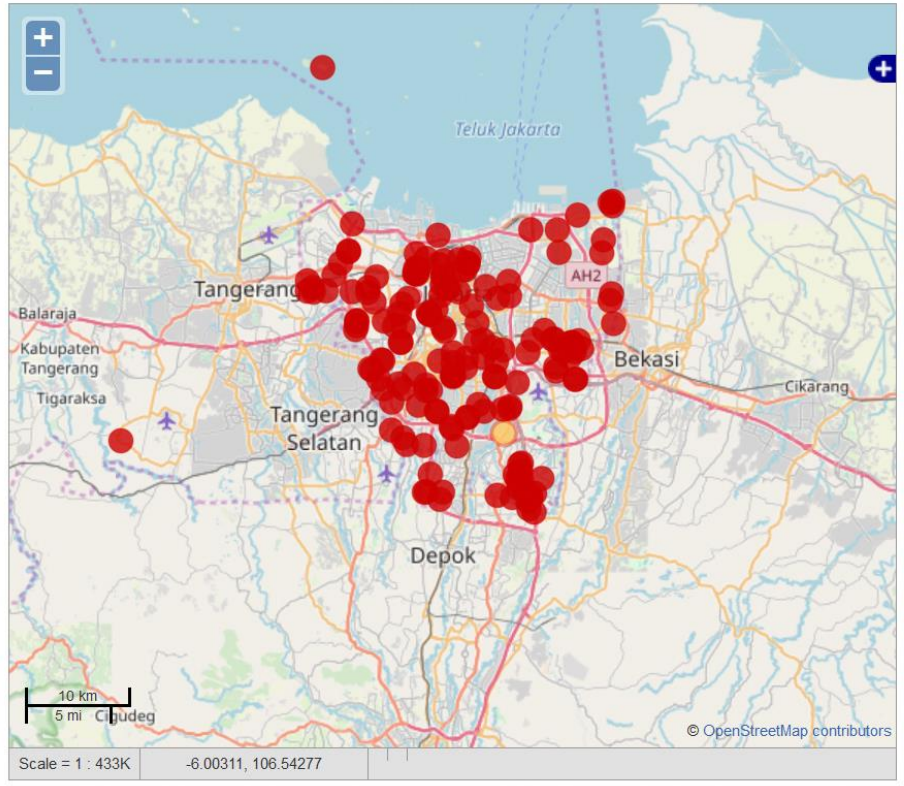 +
−
+
Teluk Jakarta
AH2
Tangerang
Balaraja
Kabupaten
Tangerang
Bekasi
Cikarang
Tigaraksa
Tangerang
Selatan
Depok
10 km
5 mi
Cigudeg
© OpenStreetMap contributors
Scale = 1 : 433K
-6.00311, 106.54277